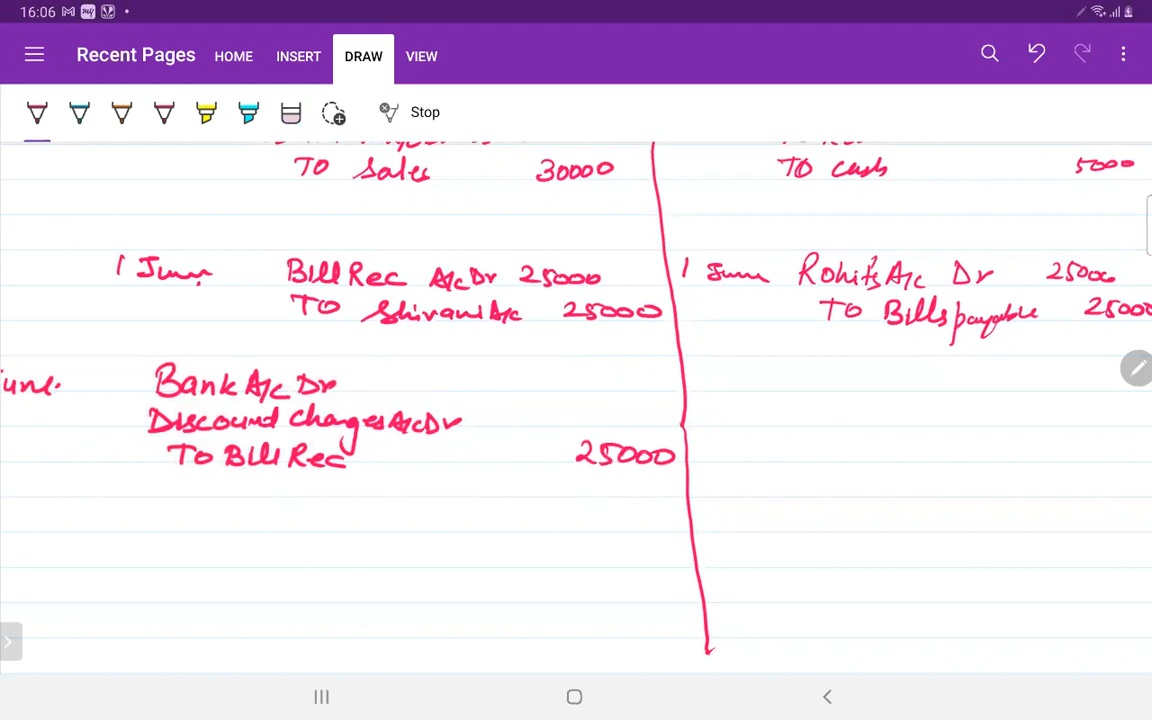 16:06
Recent Pages HOME INSERT DRAW VIEW
Stop
TO Sales 30000
TO cash 5000
1 June Bill Rec A/c Dr 25000
TO Shivani A/c 25000
1 June Rohit's A/c Dr 25000
TO Bills payable 25000
une. Bank A/c Dr
Discound Charges A/c Dr
TO Bill Rec 25000